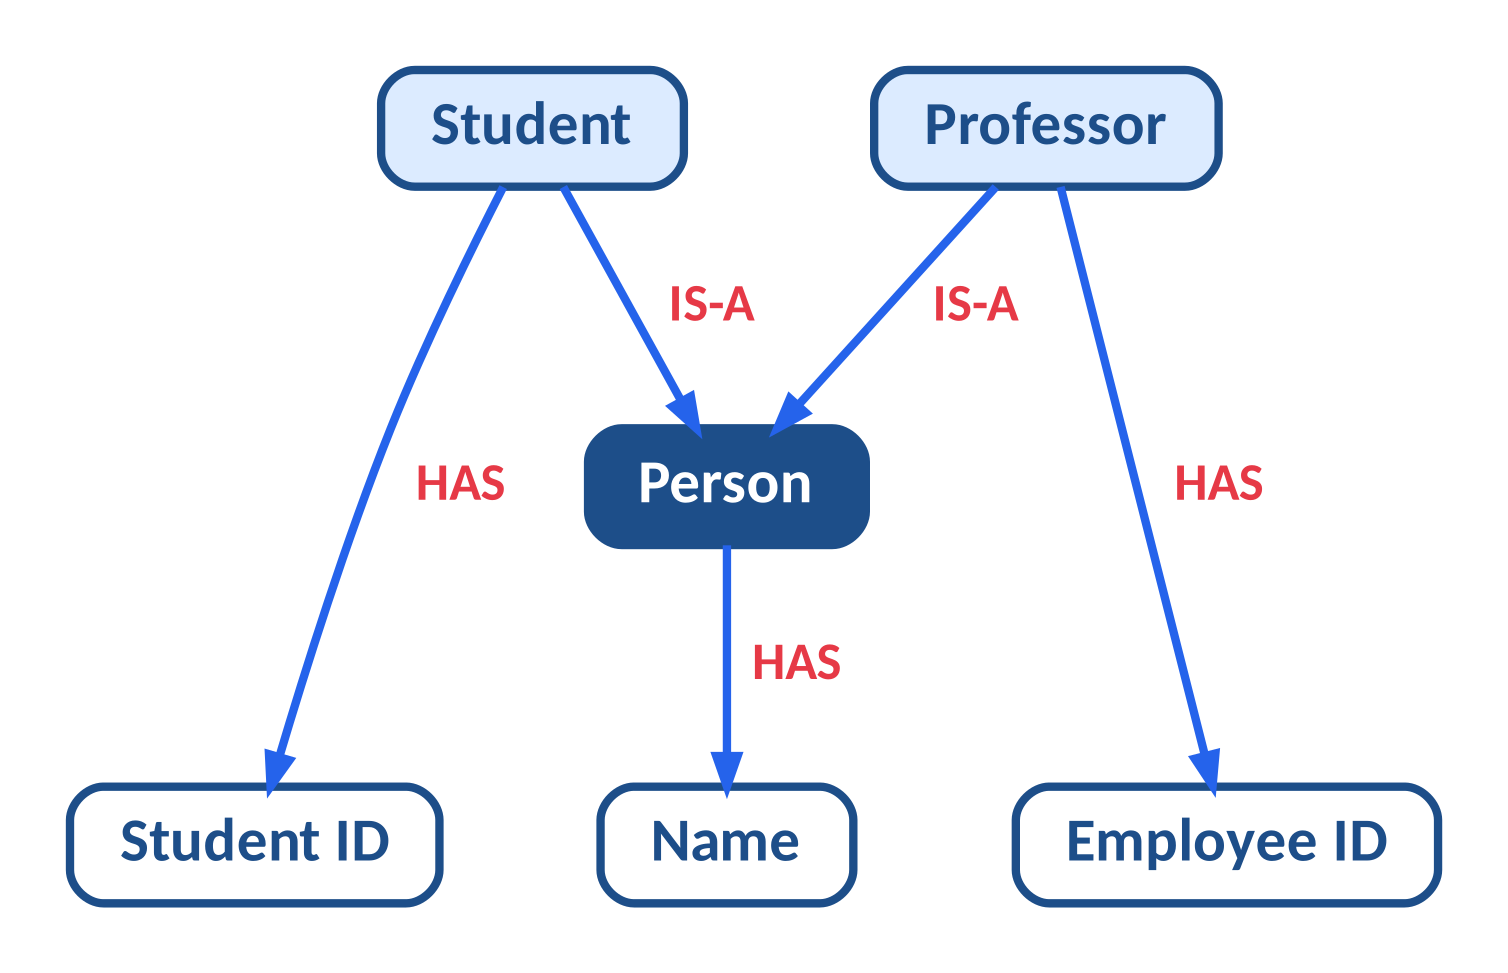 Student
Professor
IS-A
IS-A
HAS
Person
HAS
HAS
Student ID
Name
Employee ID